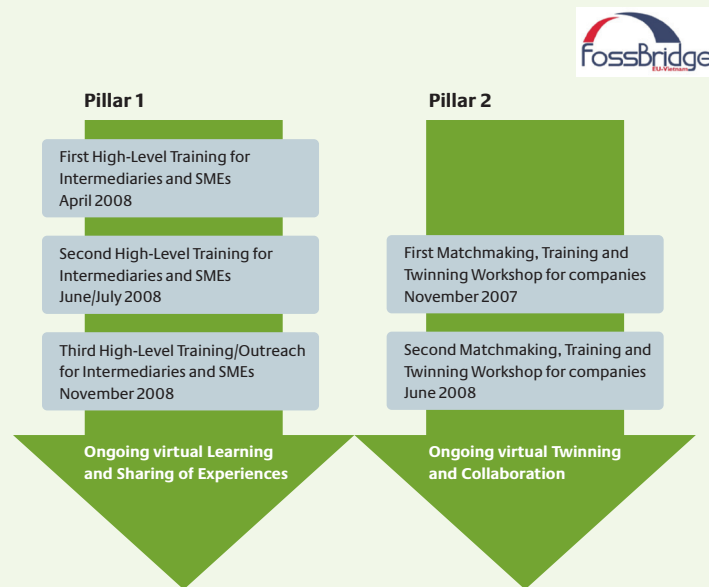 FossBridge
EU-Vietnam
Pillar 1
First High-Level Training for
Intermediaries and SMEs
April 2008
Second High-Level Training for
Intermediaries and SMEs
June/July 2008
Third High-Level Training/Outreach
for Intermediaries and SMEs
November 2008
Ongoing virtual Learning
and Sharing of Experiences
Pillar 2
First Matchmaking, Training and
Twinning Workshop for companies
November 2007
Second Matchmaking, Training and
Twinning Workshop for companies
June 2008
Ongoing virtual Twinning
and Collaboration